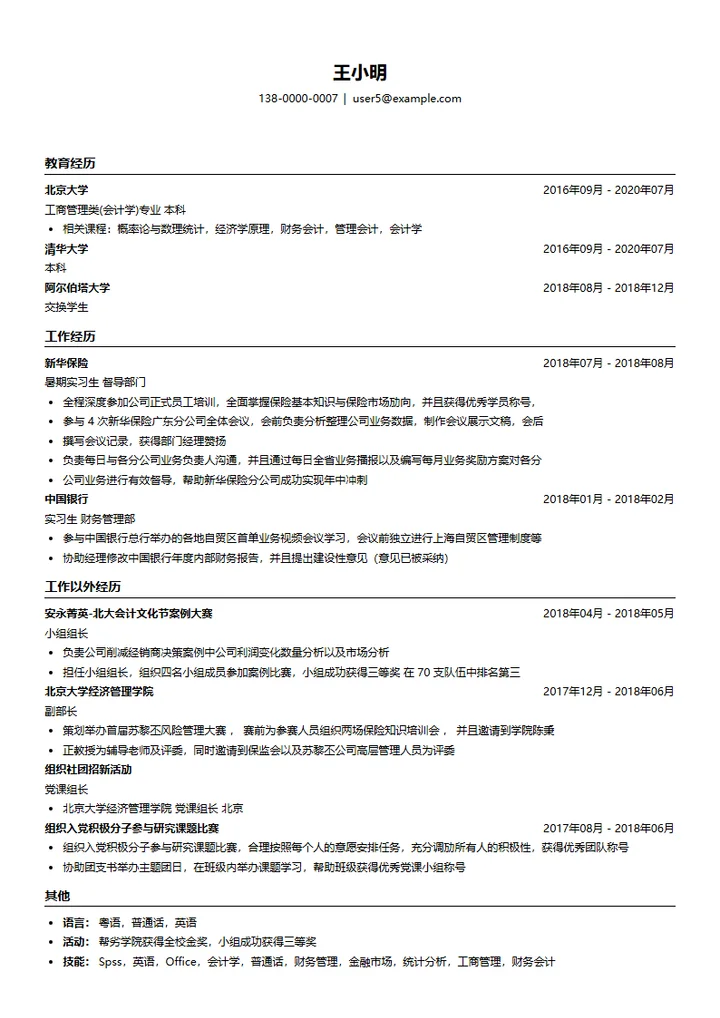 王小明
138-0000-0007 | user5@example.com
教育经历
北京大学 2016年09月 - 2020年07月
工商管理类(会计学)专业 本科
• 相关课程：概率论与数理统计，经济学原理，财务会计，管理会计，会计学
清华大学 2016年09月 - 2020年07月
本科
阿尔伯塔大学 2018年08月 - 2018年12月
交换学生
工作经历
新华保险 2018年07月 - 2018年08月
暑期实习生 督导部门
• 全程深度参加公司正式员工培训，全面掌握保险基本知识与保险市场动向，并且获得优秀学员称号，
• 参与 4 次新华保险广东分公司全体会议，会前负责分析整理公司业务数据，制作会议展示文稿，会后
• 撰写会议记录，获得部门经理赞扬
• 负责每日与各分公司业务负责人沟通，并且通过每日全省业务播报以及编写每月业务奖励方案对各分
• 公司业务进行有效督导，帮助新华保险分公司成功实现年中冲刺
中国银行 2018年01月 - 2018年02月
实习生 财务管理部
• 参与中国银行总行举办的各地自贸区首单业务视频会议学习，会议前独立进行上海自贸区管理制度等
• 协助经理修改中国银行年度内部财务报告，并且提出建设性意见（意见已被采纳）
工作以外经历
安永菁英-北大会计文化节案例大赛 2018年04月 - 2018年05月
小组组长
• 负责公司削减经销商决策案例中公司利润变化数量分析以及市场分析
• 担任小组组长，组织四名小组成员参加案例比赛，小组成功获得三等奖 在 70 支队伍中排名第三
北京大学经济管理学院 2017年12月 - 2018年06月
副部长
• 策划举办首届苏黎丕风险管理大赛 ， 赛前为参赛人员组织两场保险知识培训会 ， 并且邀请到学院陈秉
• 正教授为辅导老师及评委，同时邀请到保监会以及苏黎丕公司高层管理人员为评委
组织社团招新活动
党课组长
• 北京大学经济管理学院 党课组长 北京
组织入党积极分子参与研究课题比赛 2017年08月 - 2018年06月
• 组织入党积极分子参与研究课题比赛，合理按照每个人的意愿安排任务，充分调励所有人的积极性，获得优秀团队称号
• 协助团支书举办主题团日，在班级内举办课题学习，帮助班级获得优秀党课小组称号
其他
• 语言： 粤语，普通话，英语
• 活动： 帮劣学院获得全校金奖，小组成功获得三等奖
• 技能： Spss，英语，Office，会计学，普通话，财务管理，金融市场，统计分析，工商管理，财务会计